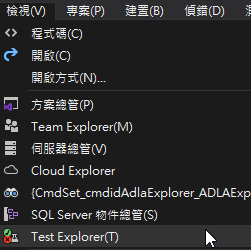 檢視(V) 專案(P) 建置(B) 偵錯(D)
程式碼(C)
開啟(C)
開啟方式(N)...
方案總管(P)
Team Explorer(M)
伺服器總管(V)
Cloud Explorer
{CmdSet_cmdidAdlaExplorer_ADLAExp
SQL Server 物件總管(S)
Test Explorer(T)